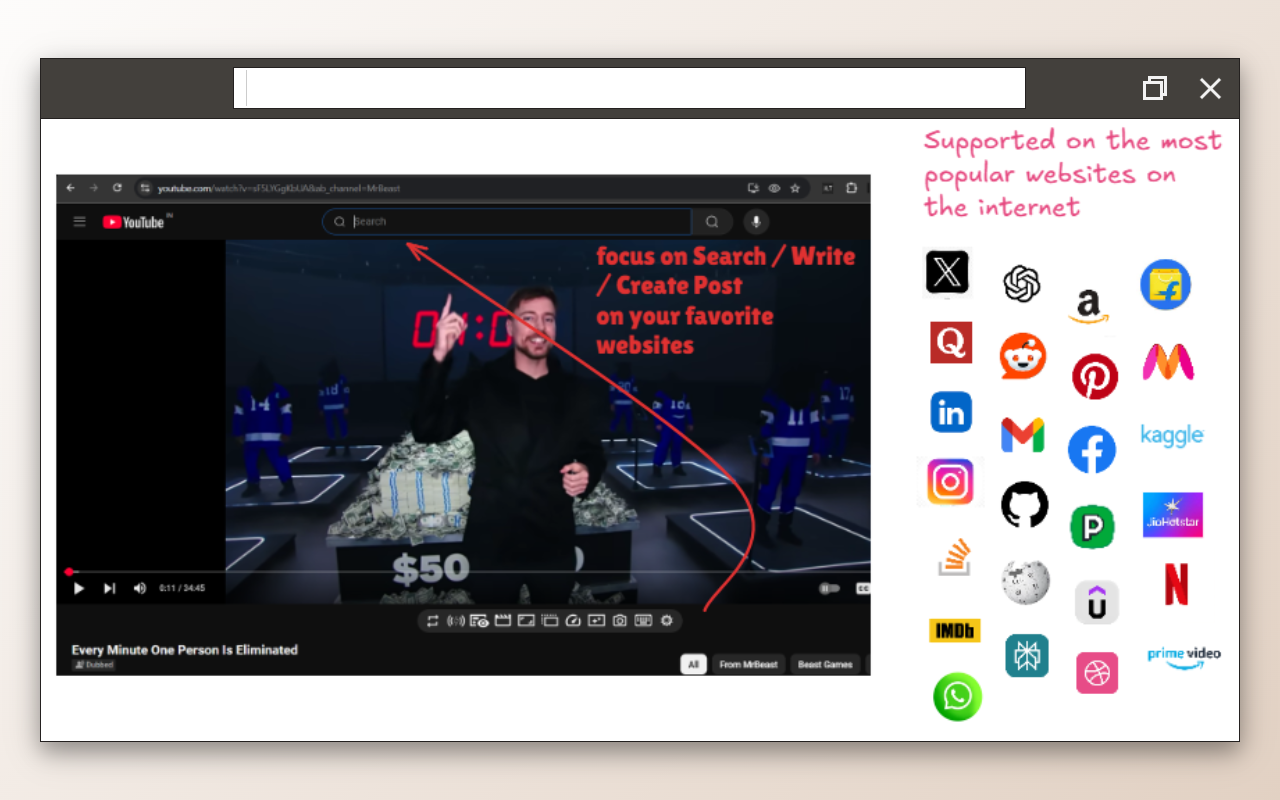 Supported on the most
popular websites on
the internet
youtube.com/watch?v=sF5LYGgKbUA&ab_channel=MrBeast
YouTube IN
Search
focus on Search / Write
/ Create Post
on your favorite
websites
$50
0:11 / 34:45
CC
Every Minute One Person Is Eliminated
Dubbed
All
From MrBeast
Beast Games
X
a
f
Q
in
kaggle
f
P
JioHotstar
N
IMDb
prime video